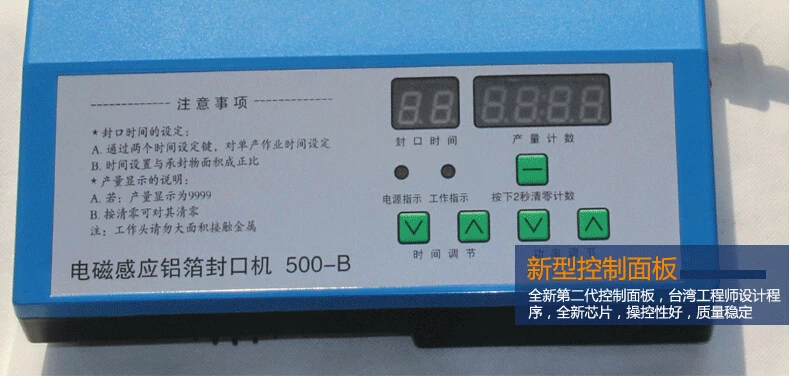 注意事项
★封口时间的设定：
A. 通过两个时间设定键，对单产作业时间设定
B. 时间设置与承封物面积成正比
★产量显示的说明：
A. 若：产量显示为9999
B. 按清零可对其清零
注：工作头请勿大面积接触金属
电磁感应铝箔封口机 500-B
封口时间
产量计数
电源指示 工作指示
按下2秒清零计数
时间调节
功率调节
新型控制面板
全新第二代控制面板，台湾工程师设计程
序，全新芯片，操控性好，质量稳定